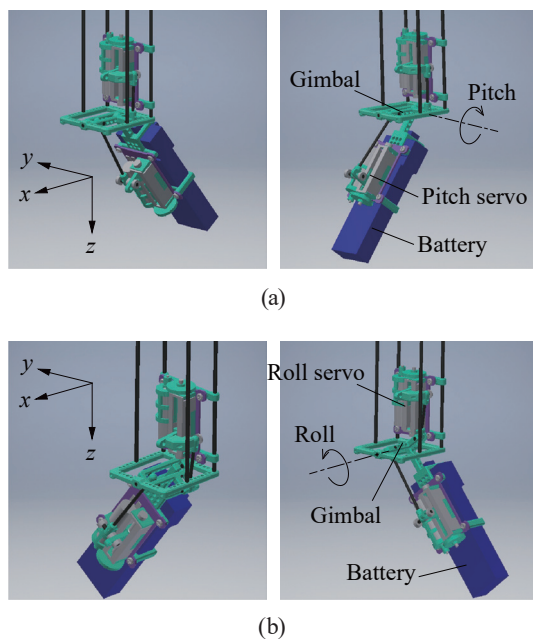 Gimbal
Pitch
y
x
z
Pitch servo
Battery
(a)
y
x
z
Roll servo
Roll
Gimbal
Battery
(b)